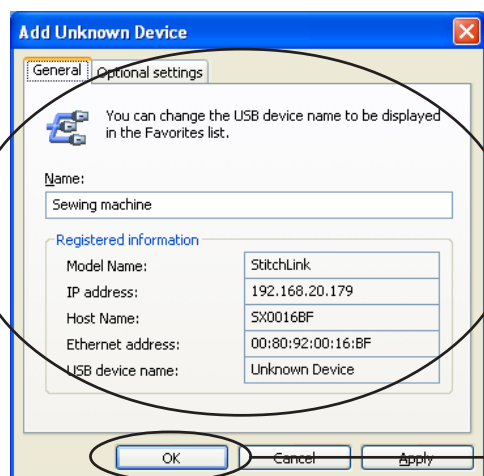 Add Unknown Device
General Optional settings
You can change the USB device name to be displayed
in the Favorites list.
Name:
Sewing machine
Registered information
Model Name: StitchLink
IP address: 192.168.20.179
Host Name: SX0016BF
Ethernet address: 00:80:92:00:16:BF
USB device name: Unknown Device
OK Cancel Apply